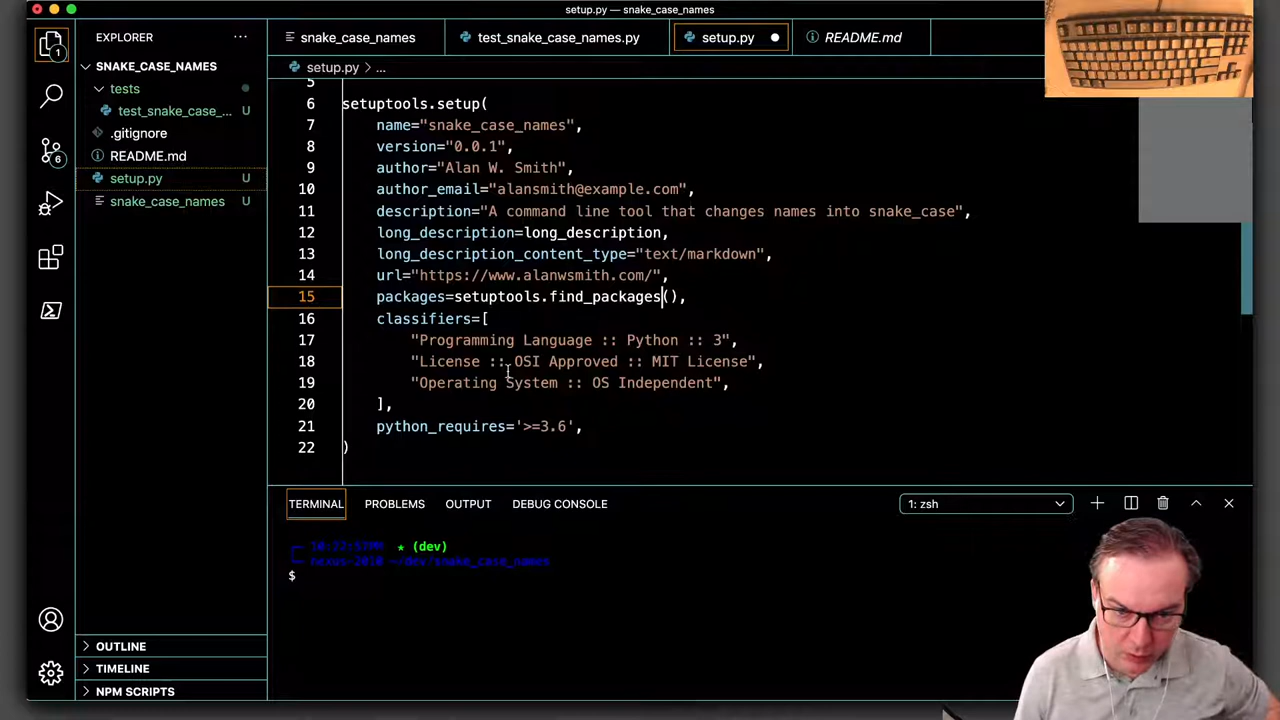 setup.py — snake_case_names
EXPLORER
snake_case_names
test_snake_case_names.py
setup.py
README.md
SNAKE_CASE_NAMES
setup.py > ...
tests
5
test_snake_case_... U
6 setuptools.setup(
.gitignore
7 name="snake_case_names",
README.md
8 version="0.0.1",
setup.py U
9 author="Alan W. Smith",
snake_case_names U
10 author_email="alansmith@example.com",
11 description="A command line tool that changes names into snake_case",
12 long_description=long_description,
13 long_description_content_type="text/markdown",
14 url="https://www.alanwsmith.com/",
15 packages=setuptools.find_packages(),
16 classifiers=[
17 "Programming Language :: Python :: 3",
18 "License :: OSI Approved :: MIT License",
19 "Operating System :: OS Independent",
20 ],
21 python_requires='>=3.6',
22 )
1
6
TERMINAL PROBLEMS OUTPUT DEBUG CONSOLE 1: zsh
* (dev)
~/dev/snake_case_names
$
OUTLINE
TIMELINE
NPM SCRIPTS